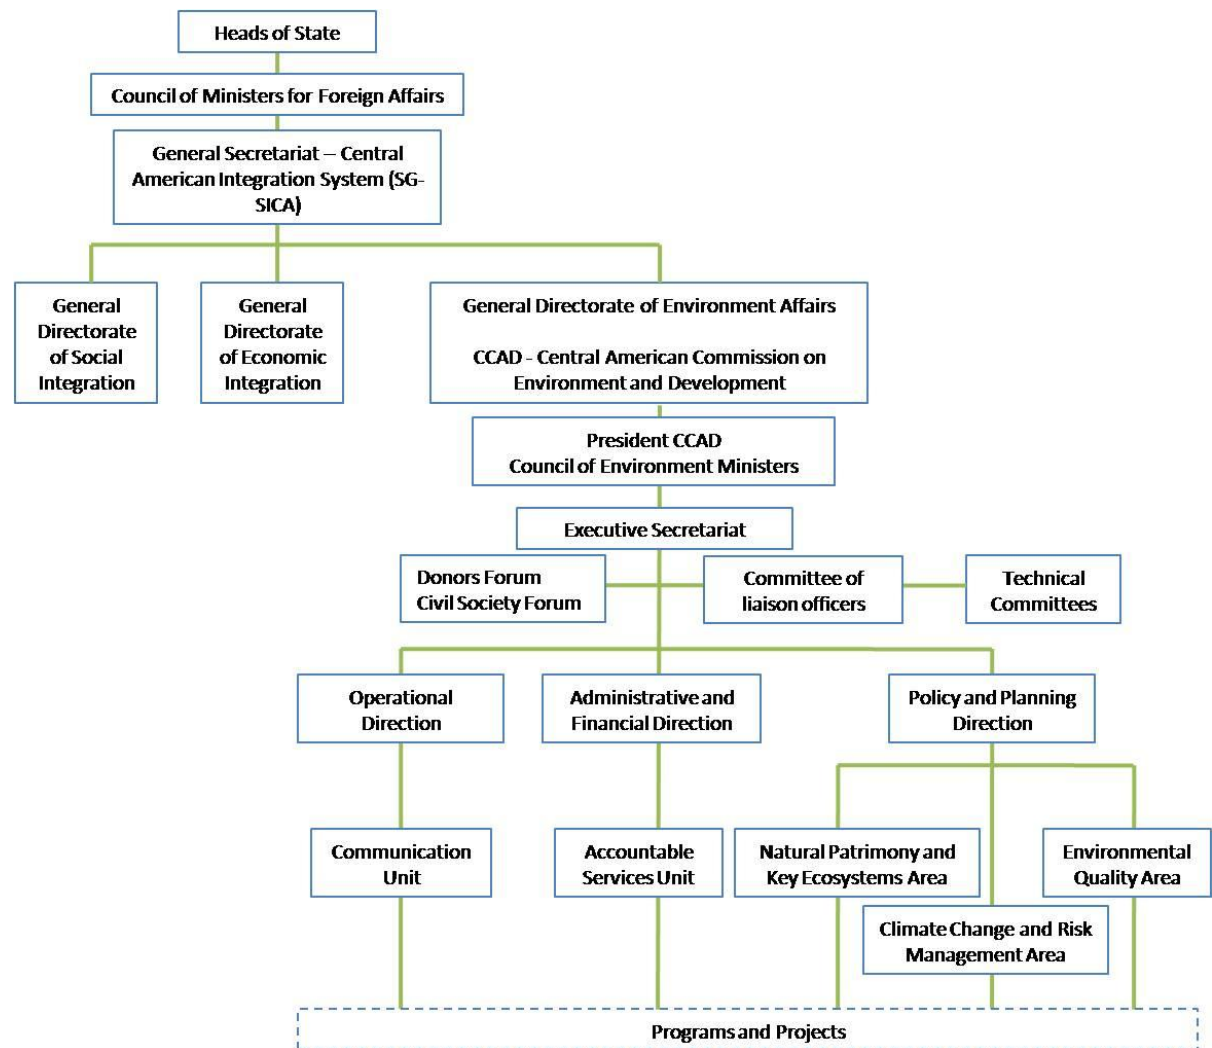 Heads of State
Council of Ministers for Foreign Affairs
General Secretariat – Central
American Integration System (SG-
SICA)
General
Directorate
of Social
Integration
General
Directorate
of Economic
Integration
General Directorate of Environment Affairs
CCAD - Central American Commission on
Environment and Development
President CCAD
Council of Environment Ministers
Executive Secretariat
Donors Forum
Civil Society Forum
Committee of
liaison officers
Technical
Committees
Operational
Direction
Administrative and
Financial Direction
Policy and Planning
Direction
Communication
Unit
Accountable
Services Unit
Natural Patrimony and
Key Ecosystems Area
Environmental
Quality Area
Climate Change and Risk
Management Area
Programs and Projects